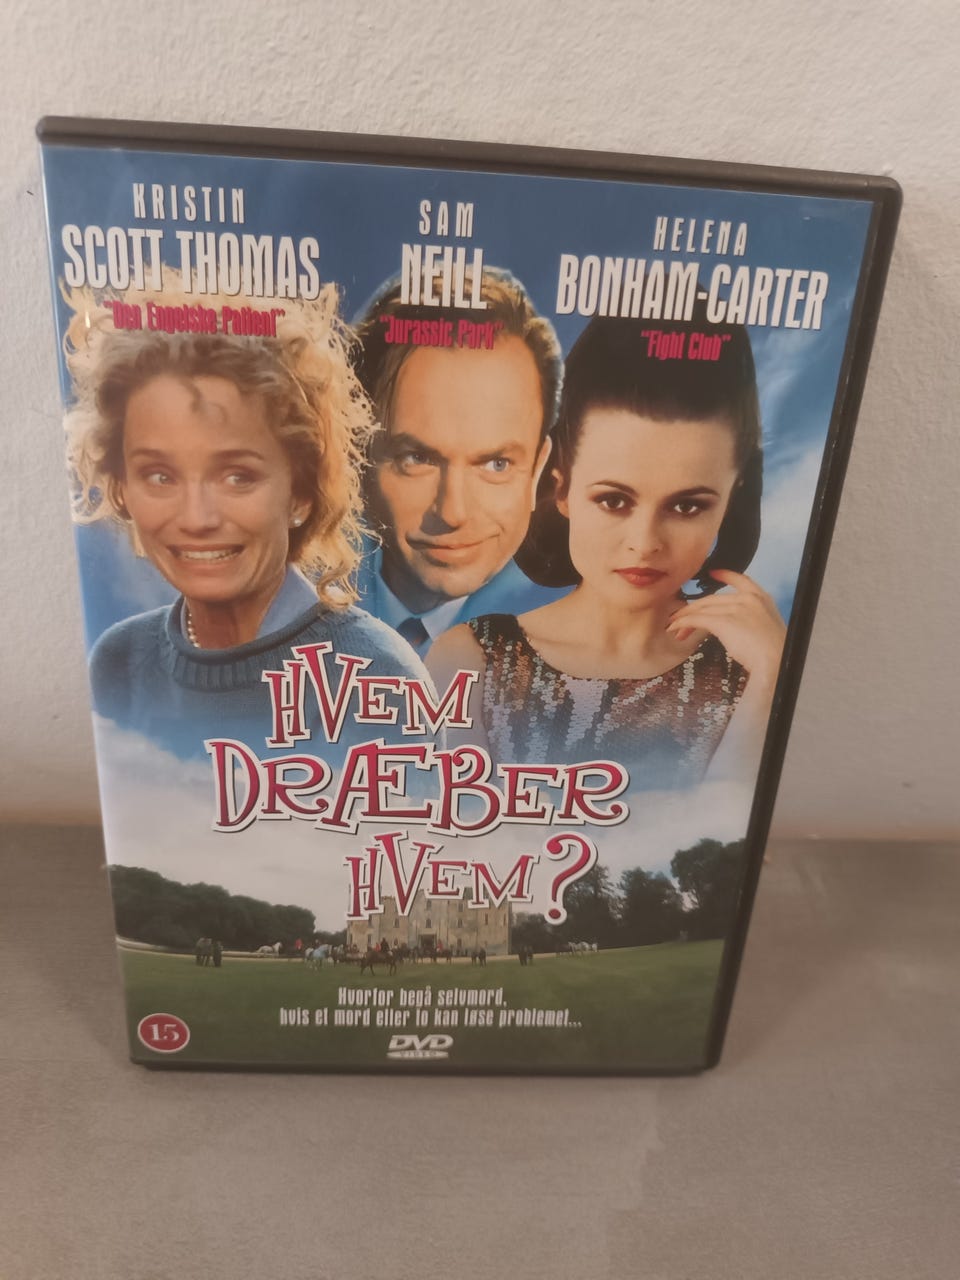 KRISTIN
SCOTT THOMAS
"Den Engelske Patient"
SAM
NEILL
"Jurassic Park"
HELENA
BONHAM-CARTER
"Fight Club"
HVEM
DRÆBER
HVEM?
Hvorfor begå selvmord,
hvis et mord eller to kan løse problemet...
15
DVD
VIDEO